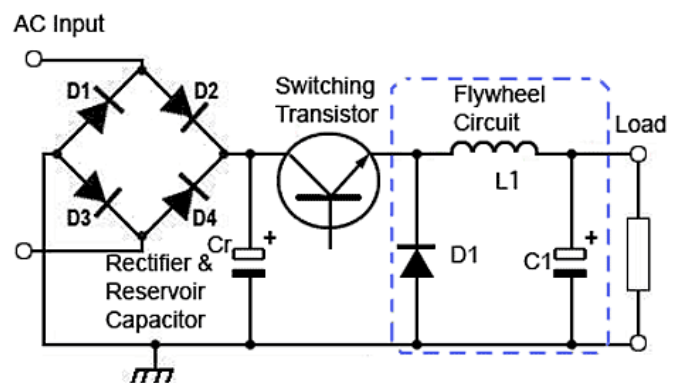 AC Input
D1
D2
D3
D4
Rectifier &
Reservoir
Capacitor
Cr
+
Switching
Transistor
Flywheel
Circuit
L1
D1
C1
+
Load